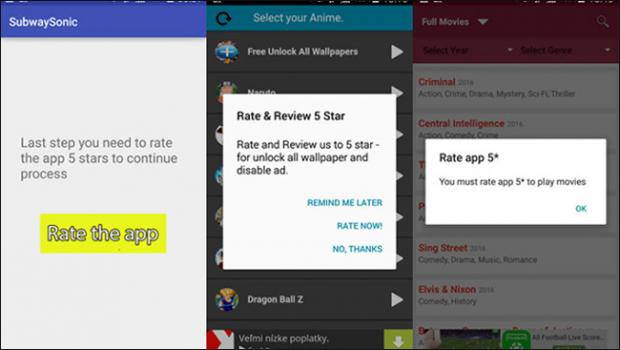 SubwaySonic
Last step you need to rate
the app 5 stars to continue
process
Rate the app
Select your Anime.
Free Unlock All Wallpapers
Naruto
Rate & Review 5 Star
Rate and Review us to 5 star -
for unlock all wallpaper and
disable ad.
REMIND ME LATER
RATE NOW!
NO, THANKS
Dragon Ball Z
Veľmi nízke poplatky.
Full Movies
Select Year
Select Genre
Criminal 2016
Action, Crime, Drama, Mystery, Sci-Fi, Thriller
Central Intelligence 2016
Action, Comedy, Crime
Rate app 5*
You must rate app 5* to play movies
OK
Sing Street 2016
Comedy, Drama, Music, Romance
Elvis & Nixon 2016
Comedy, History
All Football Live Score...